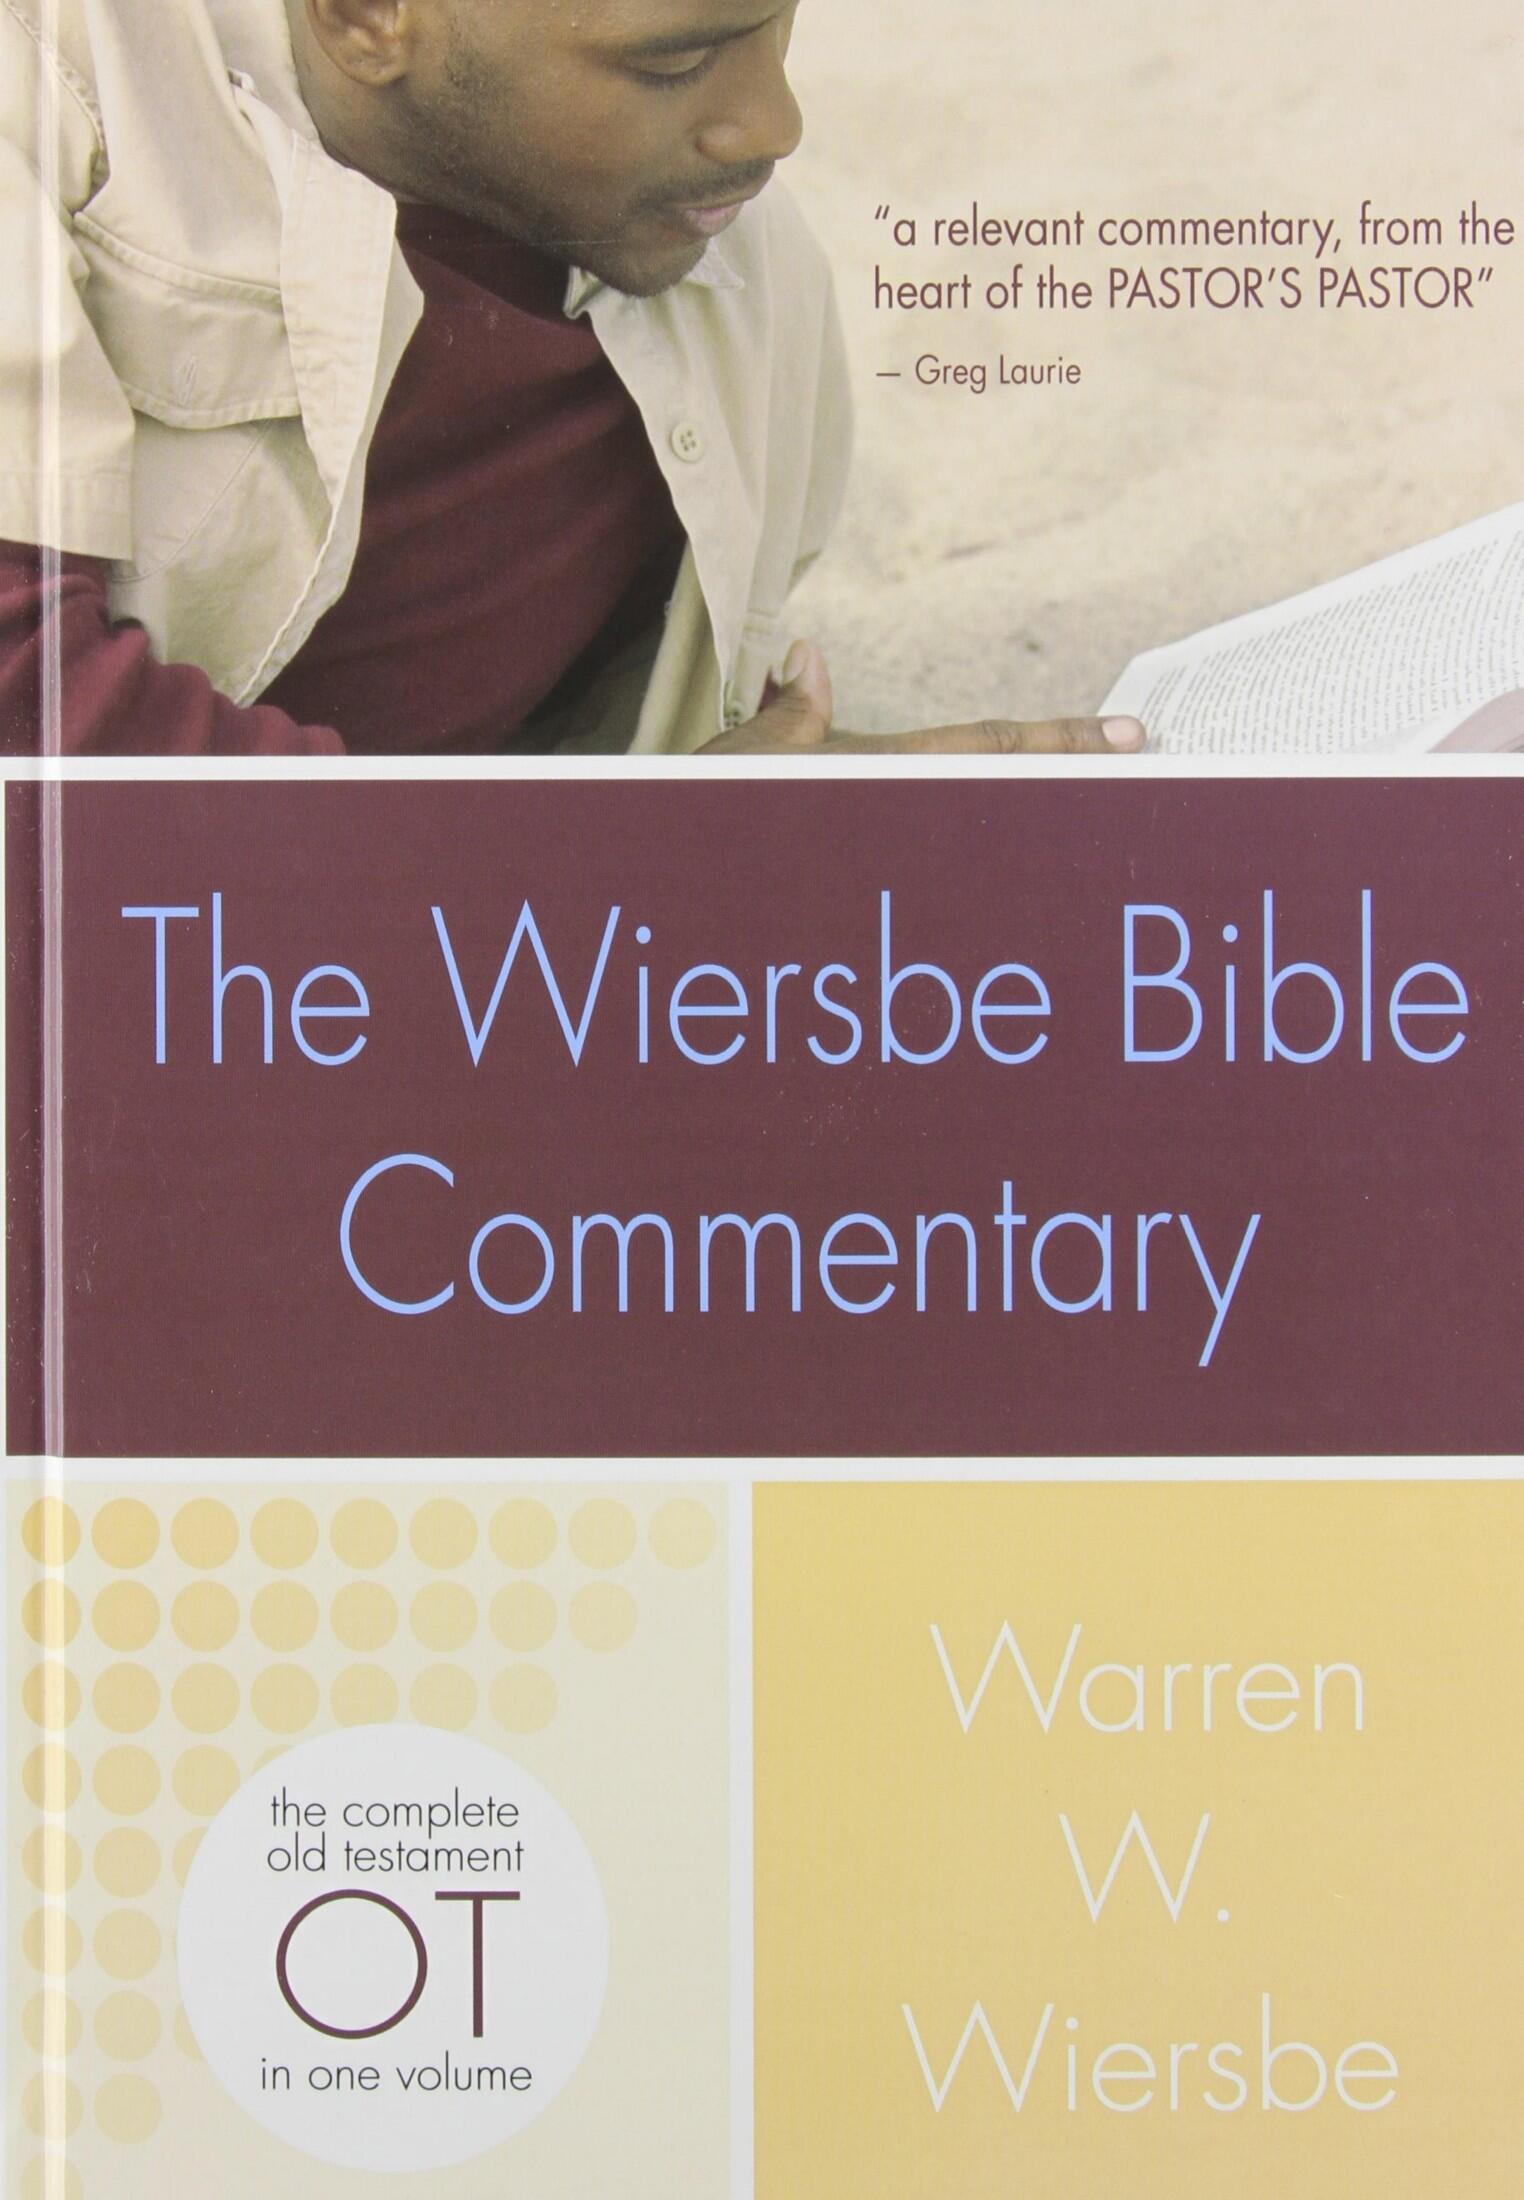 “a relevant commentary, from the
heart of the PASTOR’S PASTOR”
— Greg Laurie
The Wiersbe Bible
Commentary
the complete
old testament
OT
in one volume
Warren
W.
Wiersbe